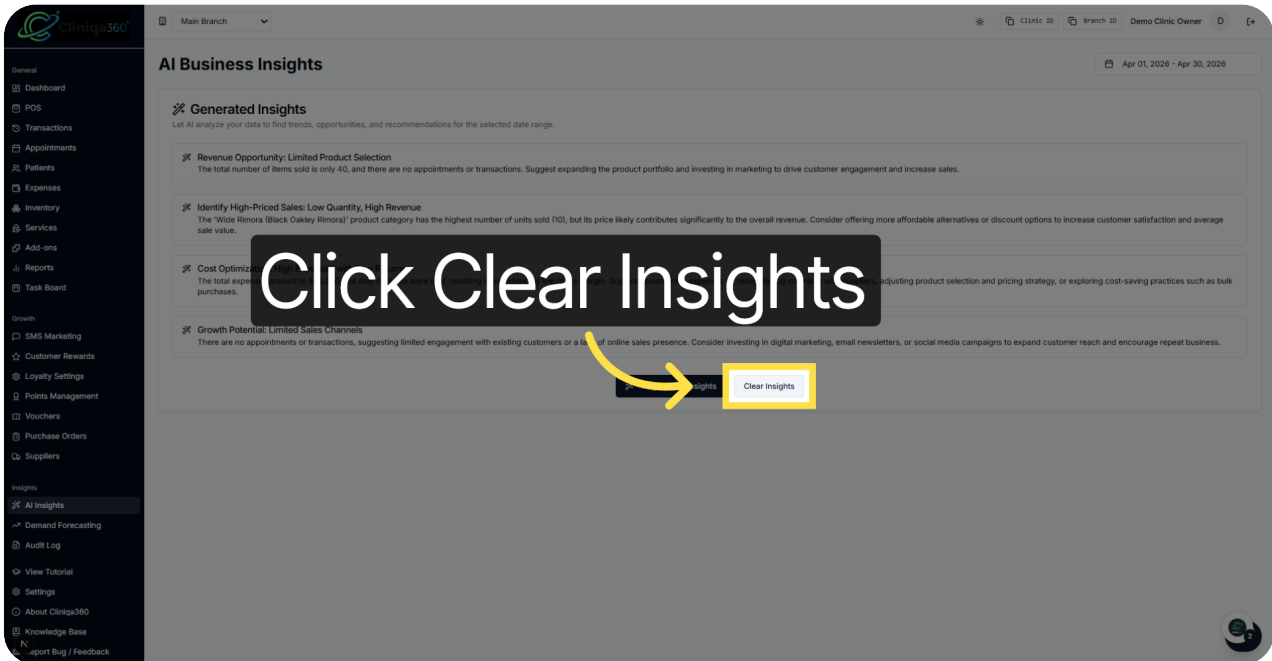 Cliniqa360°
Main Branch
Clinic ID
Branch ID
Demo Clinic Owner
D
General
Dashboard
POS
Transactions
Appointments
Patients
Expenses
Inventory
Services
Add-ons
Reports
Task Board
Growth
SMS Marketing
Customer Rewards
Loyalty Settings
Points Management
Vouchers
Purchase Orders
Suppliers
Insights
AI Insights
Demand Forecasting
Audit Log
View Tutorial
Settings
About Cliniqa360
Knowledge Base
N
eport Bug / Feedback
AI Business Insights
Apr 01, 2026 - Apr 30, 2026
Generated Insights
Let AI analyze your data to find trends, opportunities, and recommendations for the selected date range.
Revenue Opportunity: Limited Product Selection
The total number of items sold is only 40, and there are no appointments or transactions. Suggest expanding the product portfolio and investing in marketing to drive customer engagement and increase sales.
Identify High-Priced Sales: Low Quantity, High Revenue
The 'Wide Rimora (Black Oakley Rimora)' product category has the highest number of units sold (10), but its price likely contributes significantly to the overall revenue. Consider offering more affordable alternatives or discount options to increase customer satisfaction and average
sale value.
Cost Optimiz
The total expen
adjusting product selection and pricing strategy, or exploring cost-saving practices such as bulk
purchases.
Click Clear Insights
Growth Potential: Limited Sales Channels
There are no appointments or transactions, suggesting limited engagement with existing customers or a la of online sales presence. Consider investing in digital marketing, email newsletters, or social media campaigns to expand customer reach and encourage repeat business.
sights
Clear Insights
2